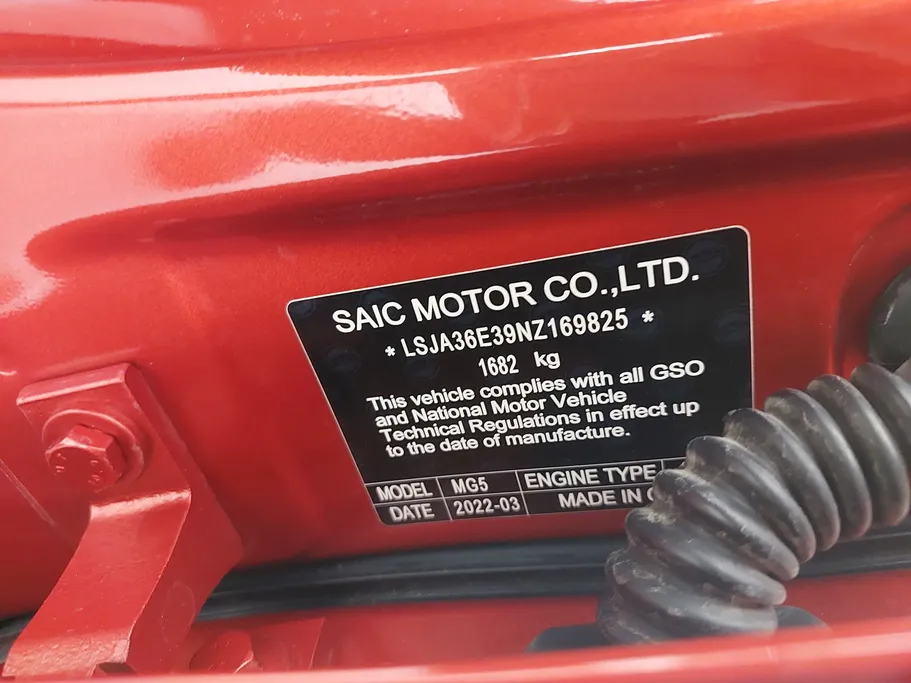 SAIC MOTOR CO.,LTD.
* LSJA36E39NZ169825 *
1682 kg
This vehicle complies with all GSO
and National Motor Vehicle
Technical Regulations in effect up
to the date of manufacture.
MODEL MG5 ENGINE TYPE
DATE 2022-03 MADE IN